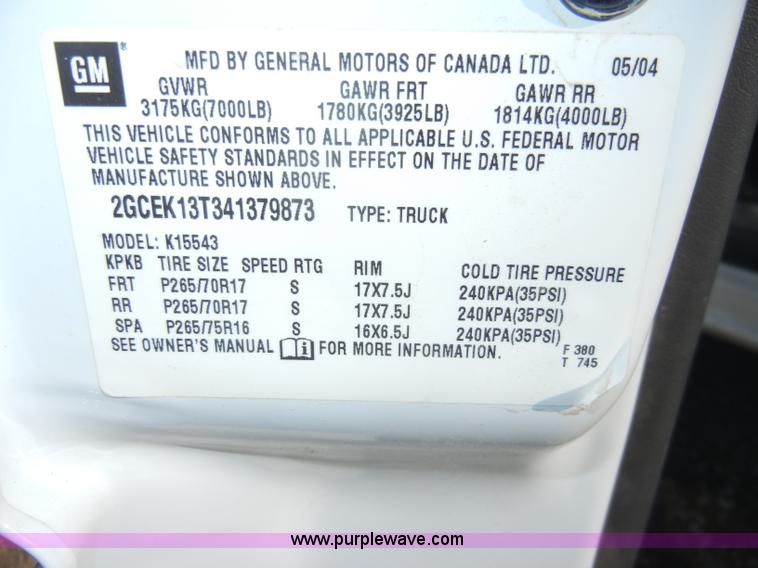 GM ® MFD BY GENERAL MOTORS OF CANADA LTD. 05/04
GVWR GAWR FRT GAWR RR
3175KG(7000LB) 1780KG(3925LB) 1814KG(4000LB)
THIS VEHICLE CONFORMS TO ALL APPLICABLE U.S. FEDERAL MOTOR
VEHICLE SAFETY STANDARDS IN EFFECT ON THE DATE OF
MANUFACTURE SHOWN ABOVE.
2GCEK13T341379873 TYPE: TRUCK
MODEL: K15543
KPKB TIRE SIZE SPEED RTG RIM COLD TIRE PRESSURE
FRT P265/70R17 S 17X7.5J 240KPA(35PSI)
RR P265/70R17 S 17X7.5J 240KPA(35PSI)
SPA P265/75R16 S 16X6.5J 240KPA(35PSI)
SEE OWNER'S MANUAL i FOR MORE INFORMATION. F 380
T 745
www.purplewave.com